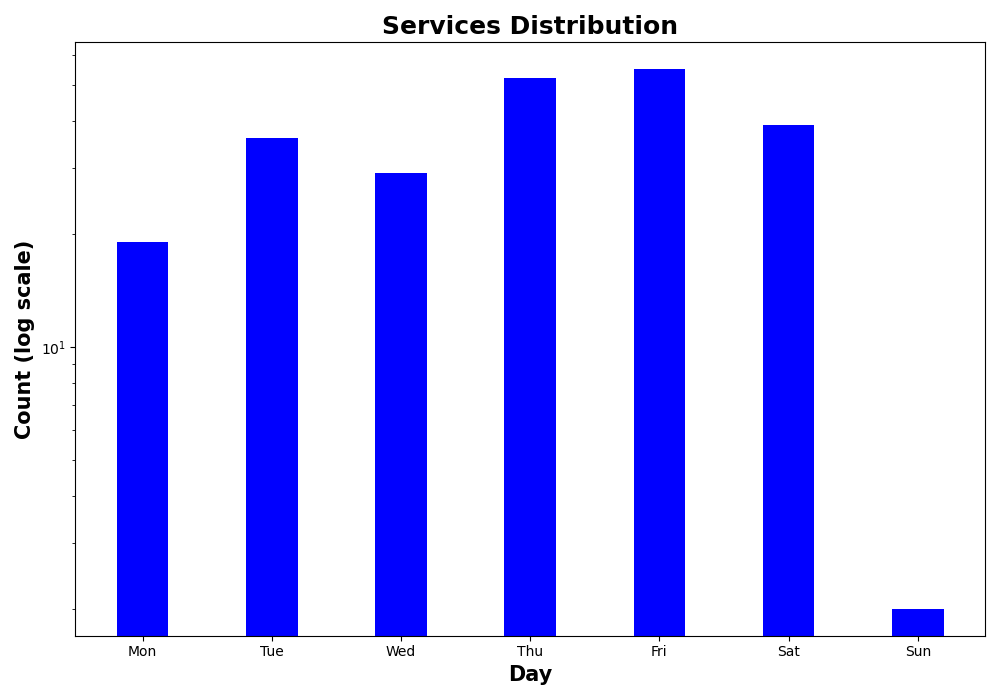 Services Distribution
Count (log scale)
10¹
Mon Tue Wed Thu Fri Sat Sun
Day